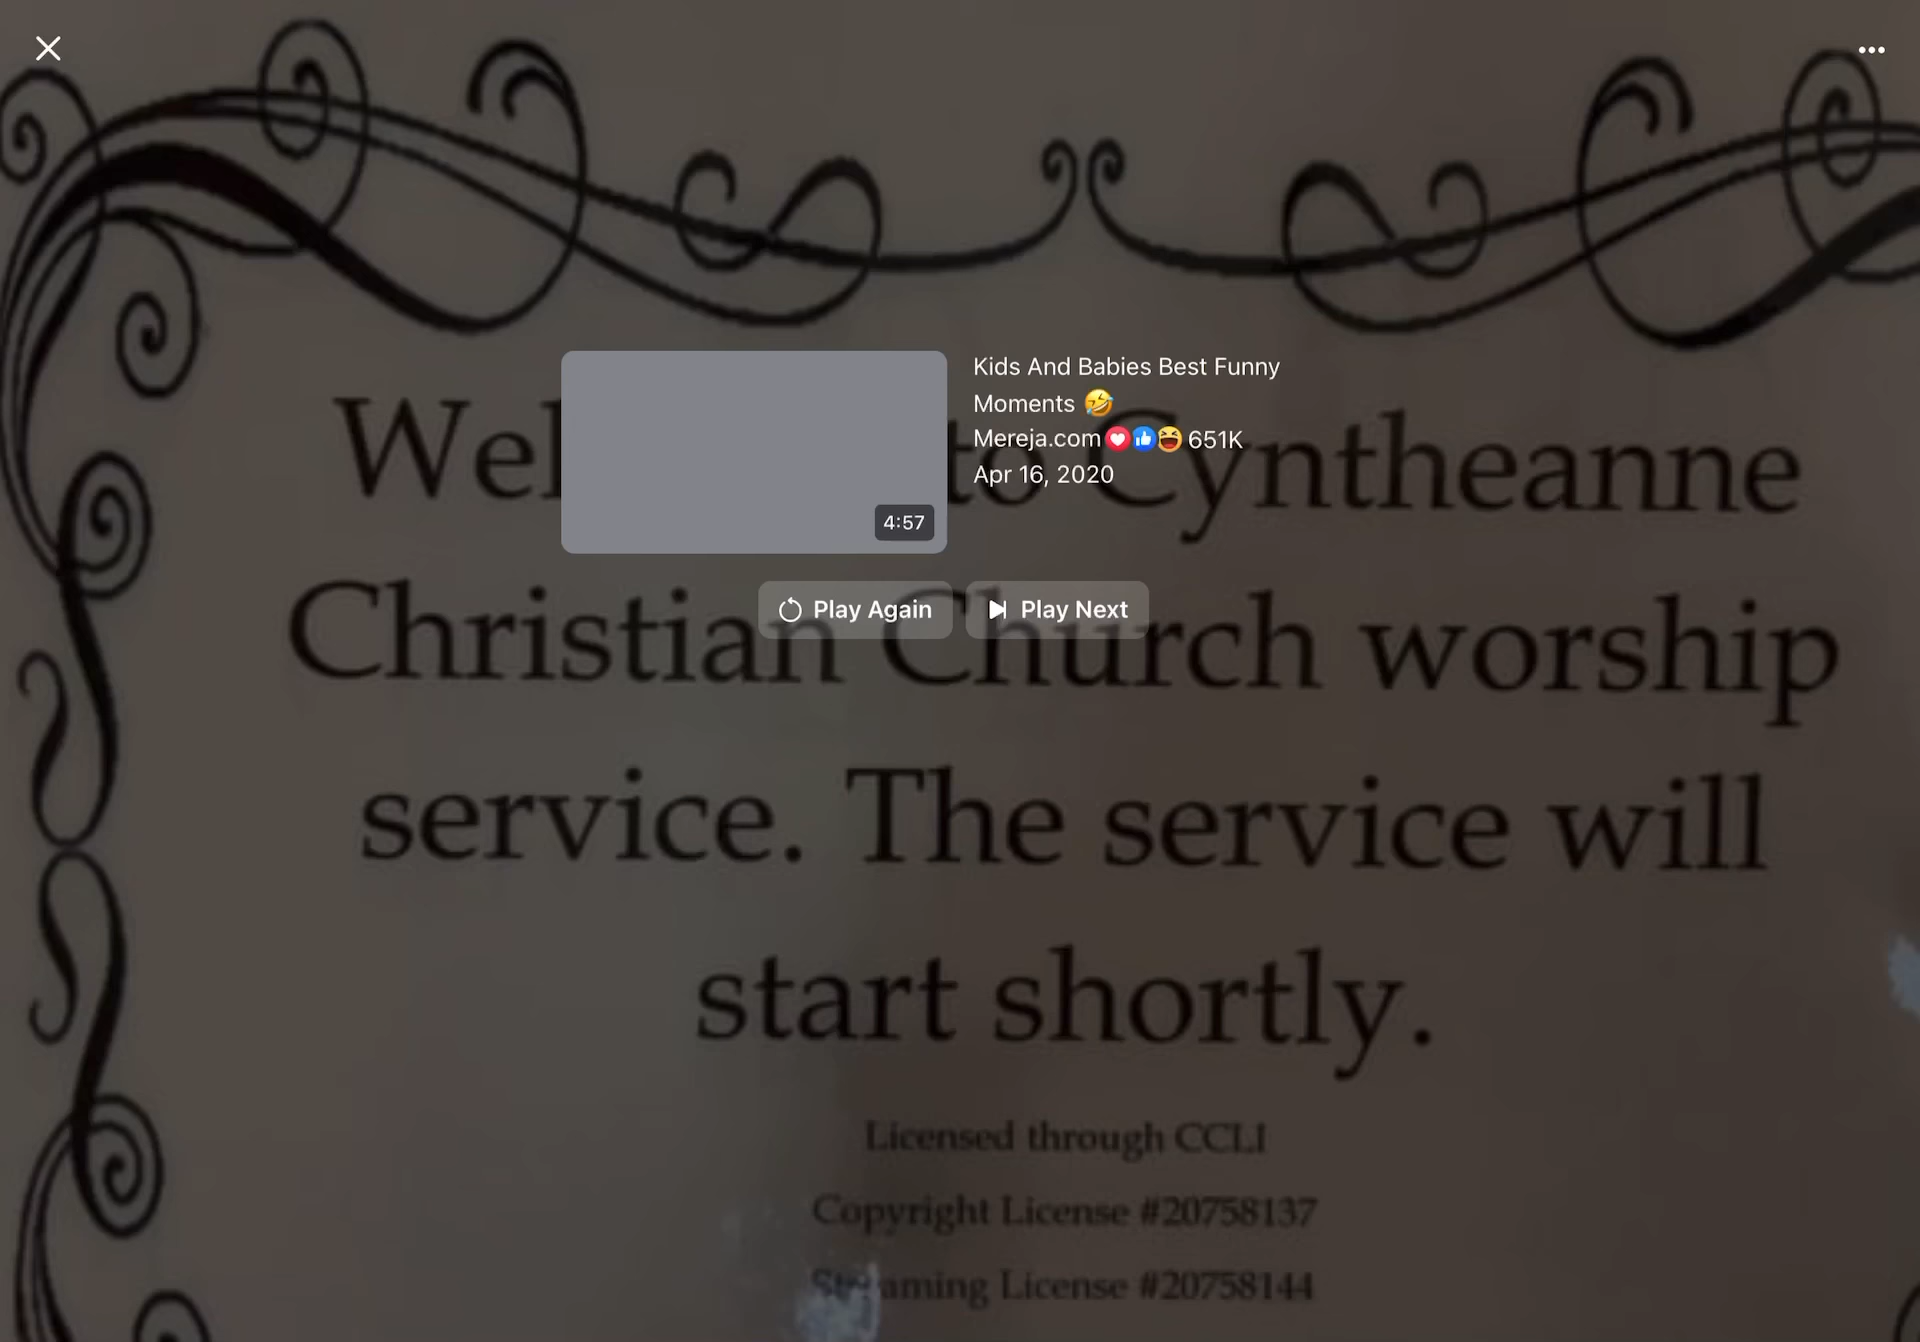 Kids And Babies Best Funny
Moments 🤣
Mereja.com 651K
Apr 16, 2020
4:57
Play Again
Play Next
to Cyntheanne
Christian Church worship
service. The service will
start shortly.
Licensed through CCLI
Copyright License #20758137
Streaming License #20758144